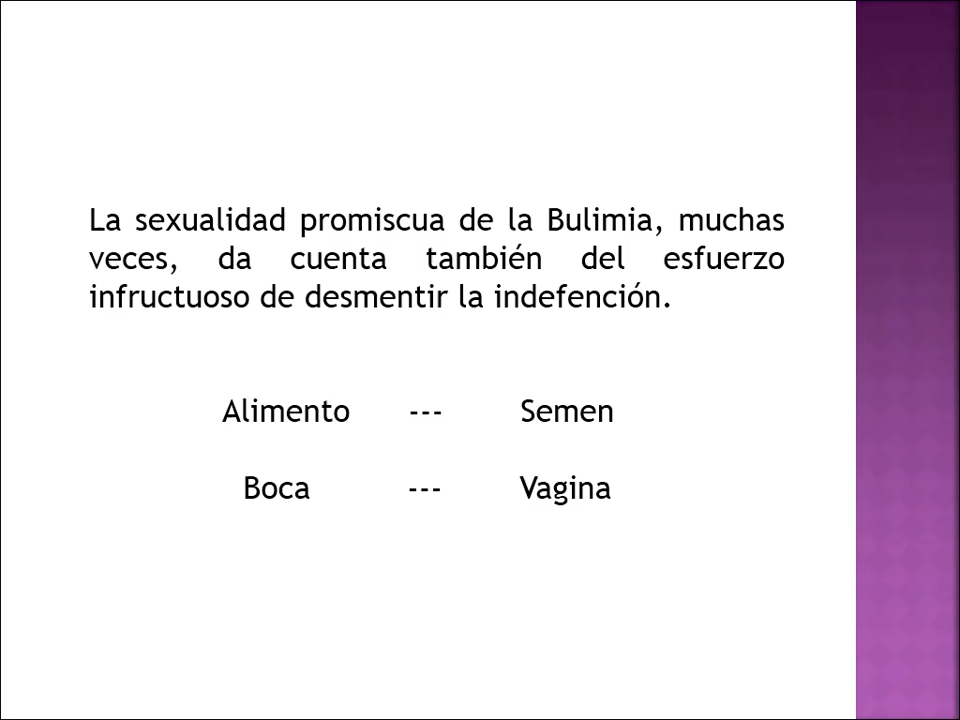 La sexualidad promiscua de la Bulimia, muchas
veces, da cuenta también del esfuerzo
infructuoso de desmentir la indefención.
Alimento --- Semen
Boca --- Vagina